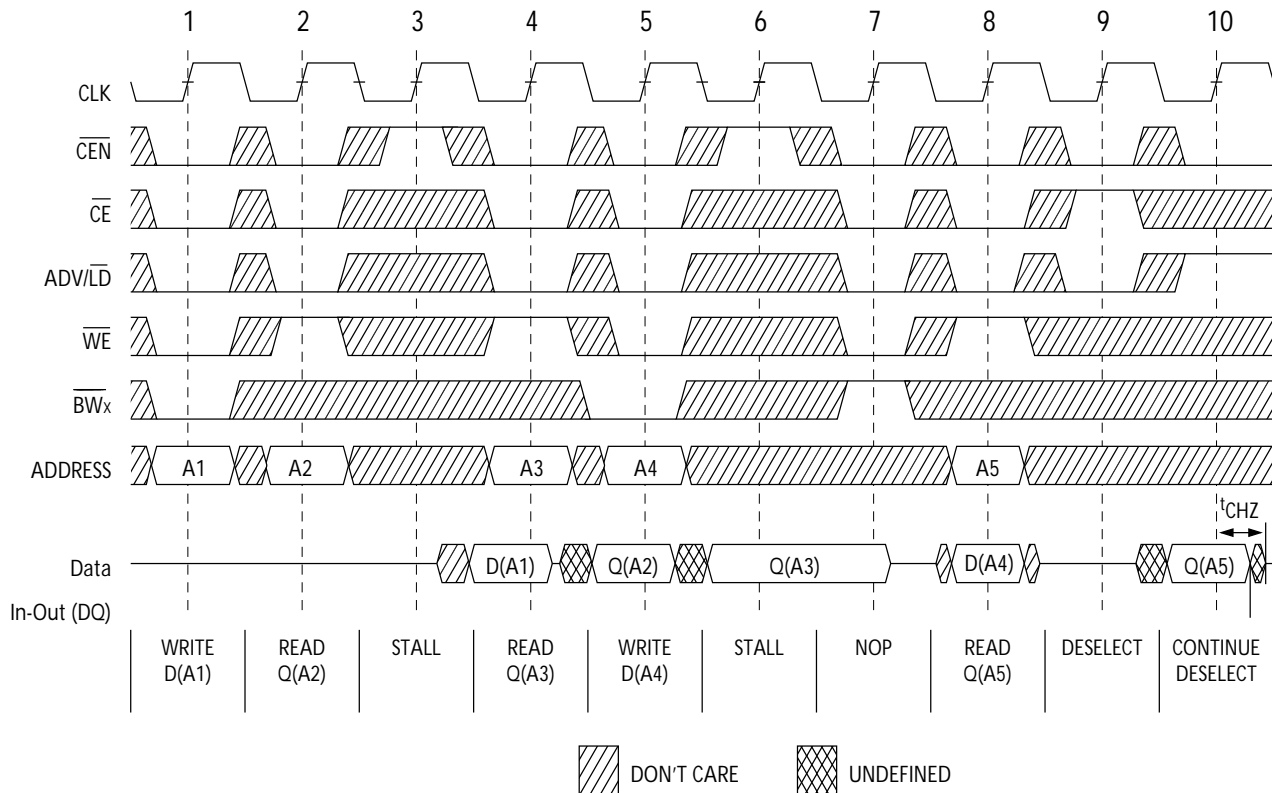 1 2 3 4 5 6 7 8 9 10
CLK
CEN
CE
ADV/LD
WE
BWx
ADDRESS A1 A2 A3 A4 A5
tCHZ
Data D(A1) Q(A2) Q(A3) D(A4) Q(A5)
In-Out (DQ)
WRITE READ STALL READ WRITE STALL NOP READ DESELECT CONTINUE
D(A1) Q(A2) Q(A3) D(A4) Q(A5) DESELECT
DON'T CARE UNDEFINED